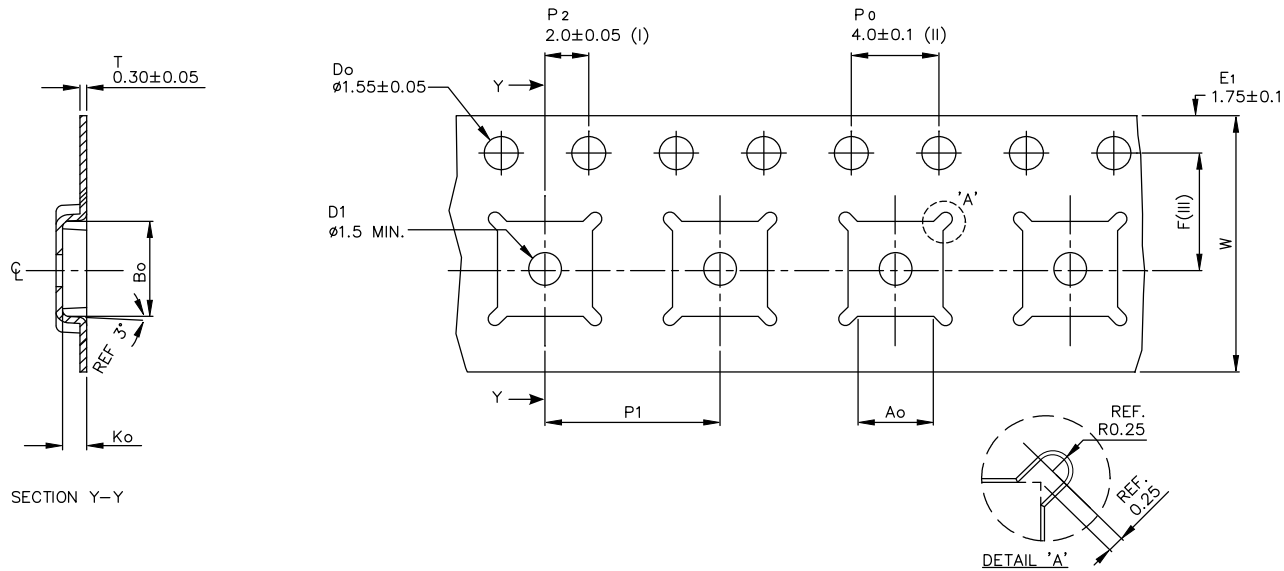 P2
2.0±0.05 (I)
Po
4.0±0.1 (II)
T
0.30±0.05
Do
ø1.55±0.05
Y
E1
1.75±0.1
'A'
D1
ø1.5 MIN.
F(III)
W
℄
Bo
REF 3°
Y
P1
Ao
Ko
REF.
R0.25
REF.
0.25
SECTION Y-Y
DETAIL 'A'